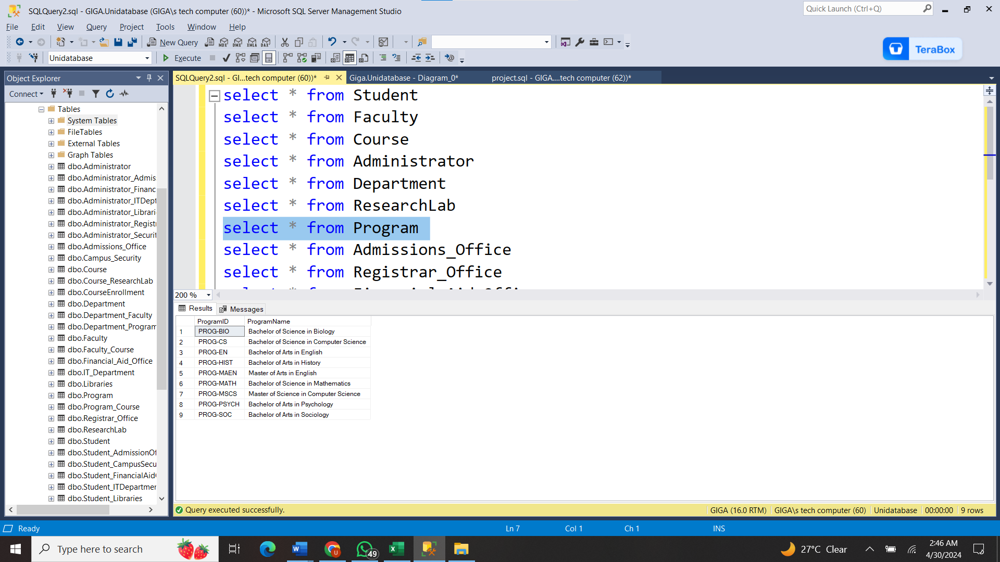 SQLQuery2.sql - GIGA.Unidatabase (GIGA\s tech computer (60))* - Microsoft SQL Server Management Studio
Quick Launch (Ctrl+Q)
File Edit View Query Project Tools Window Help
New Query MDX DMX XMLA DAX
TeraBox
Unidatabase Execute
Object Explorer
SQLQuery2.sql - GI...tech computer (60))* Giga.Unidatabase - Diagram_0* project.sql - GIGA....tech computer (62))*
Connect
Tables
System Tables
FileTables
External Tables
Graph Tables
dbo.Administrator
dbo.Administrator_Admis
dbo.Administrator_Financ
dbo.Administrator_ITDept
dbo.Administrator_Librari
dbo.Administrator_Registr
dbo.Administrator_Securit
dbo.Admissions_Office
dbo.Campus_Security
dbo.Course
dbo.Course_ResearchLab
dbo.CourseEnrollment
dbo.Department
dbo.Department_Faculty
dbo.Department_Program
dbo.Faculty
dbo.Faculty_Course
dbo.Financial_Aid_Office
dbo.IT_Department
dbo.Libraries
dbo.Program
dbo.Program_Course
dbo.Registrar_Office
dbo.ResearchLab
dbo.Student
dbo.Student_AdmissionOf
dbo.Student_CampusSecu
dbo.Student_FinancialAid
dbo.Student_ITDepartmer
dbo.Student_Libraries
select * from Student
select * from Faculty
select * from Course
select * from Administrator
select * from Department
select * from ResearchLab
select * from Program
select * from Admissions_Office
select * from Registrar_Office
200 %
Results Messages
ProgramID ProgramName
1 PROG-BIO Bachelor of Science in Biology
2 PROG-CS Bachelor of Science in Computer Science
3 PROG-EN Bachelor of Arts in English
4 PROG-HIST Bachelor of Arts in History
5 PROG-MAEN Master of Arts in English
6 PROG-MATH Bachelor of Science in Mathematics
7 PROG-MSCS Master of Science in Computer Science
8 PROG-PSYCH Bachelor of Arts in Psychology
9 PROG-SOC Bachelor of Arts in Sociology
Query executed successfully. GIGA (16.0 RTM) GIGA\s tech computer (60) Unidatabase 00:00:00 9 rows
Ready Ln 7 Col 1 Ch 1 INS
Type here to search 49 27°C Clear 2:46 AM
4/30/2024